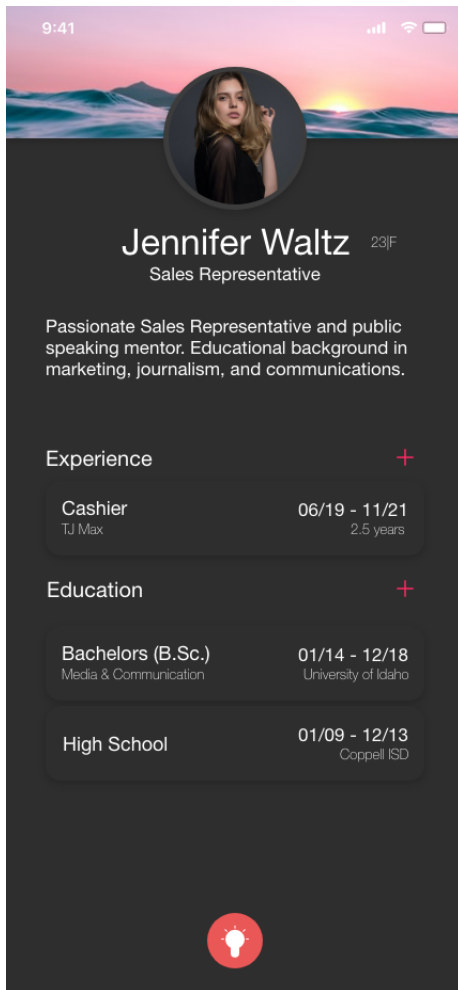 9:41
Jennifer Waltz 23|F
Sales Representative
Passionate Sales Representative and public
speaking mentor. Educational background in
marketing, journalism, and communications.
Experience +
Cashier 06/19 - 11/21
TJ Max 2.5 years
Education +
Bachelors (B.Sc.) 01/14 - 12/18
Media & Communication University of Idaho
High School 01/09 - 12/13
Coppell ISD